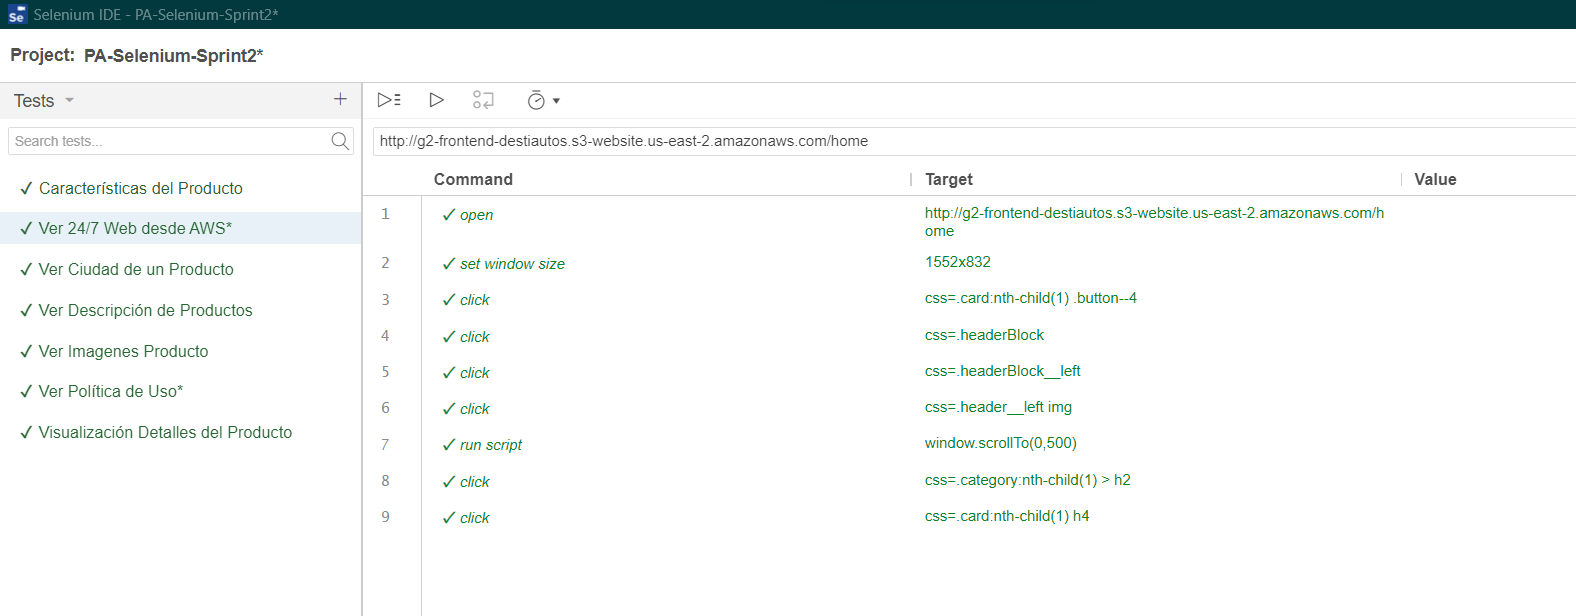 Se Selenium IDE - PA-Selenium-Sprint2*
Project: PA-Selenium-Sprint2*
Tests
Search tests...
✓ Características del Producto
✓ Ver 24/7 Web desde AWS*
✓ Ver Ciudad de un Producto
✓ Ver Descripción de Productos
✓ Ver Imagenes Producto
✓ Ver Política de Uso*
✓ Visualización Detalles del Producto
http://g2-frontend-destiautos.s3-website.us-east-2.amazonaws.com/home
Command Target Value
1 ✓ open http://g2-frontend-destiautos.s3-website.us-east-2.amazonaws.com/h
ome
2 ✓ set window size 1552x832
3 ✓ click css=.card:nth-child(1) .button--4
4 ✓ click css=.headerBlock
5 ✓ click css=.headerBlock__left
6 ✓ click css=.header__left img
7 ✓ run script window.scrollTo(0,500)
8 ✓ click css=.category:nth-child(1) > h2
9 ✓ click css=.card:nth-child(1) h4